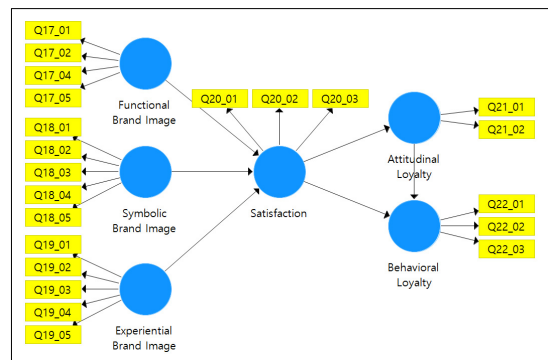 Q17_01
Q17_02
Q17_04
Q17_05
Functional
Brand Image
Q18_01
Q18_02
Q18_03
Q18_04
Q18_05
Symbolic
Brand Image
Q19_01
Q19_02
Q19_03
Q19_04
Q19_05
Experiential
Brand Image
Q20_01
Q20_02
Q20_03
Satisfaction
Q21_01
Q21_02
Attitudinal
Loyalty
Q22_01
Q22_02
Q22_03
Behavioral
Loyalty